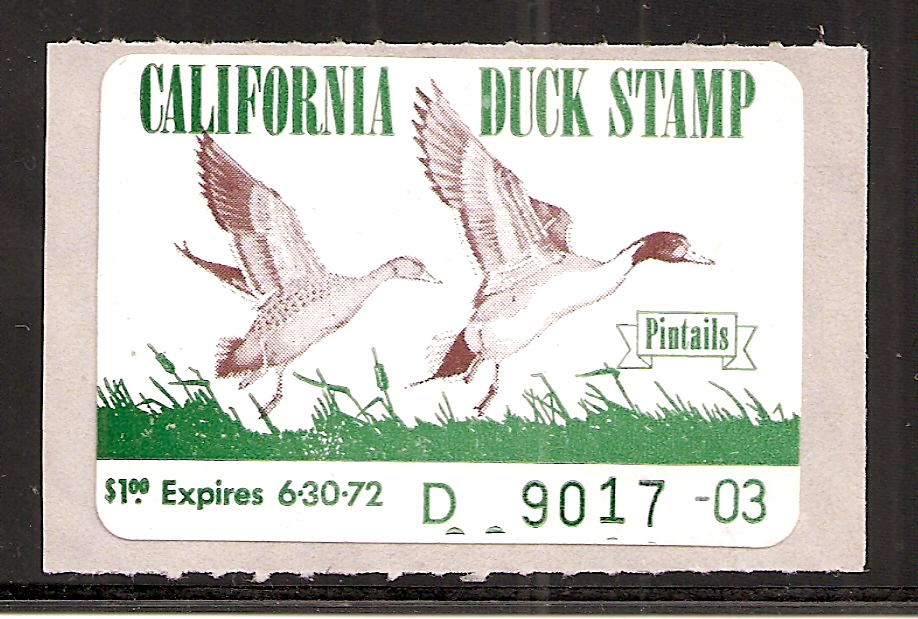 CALIFORNIA DUCK STAMP
Pintails
$1.00 Expires 6·30·72 D 9017 -03